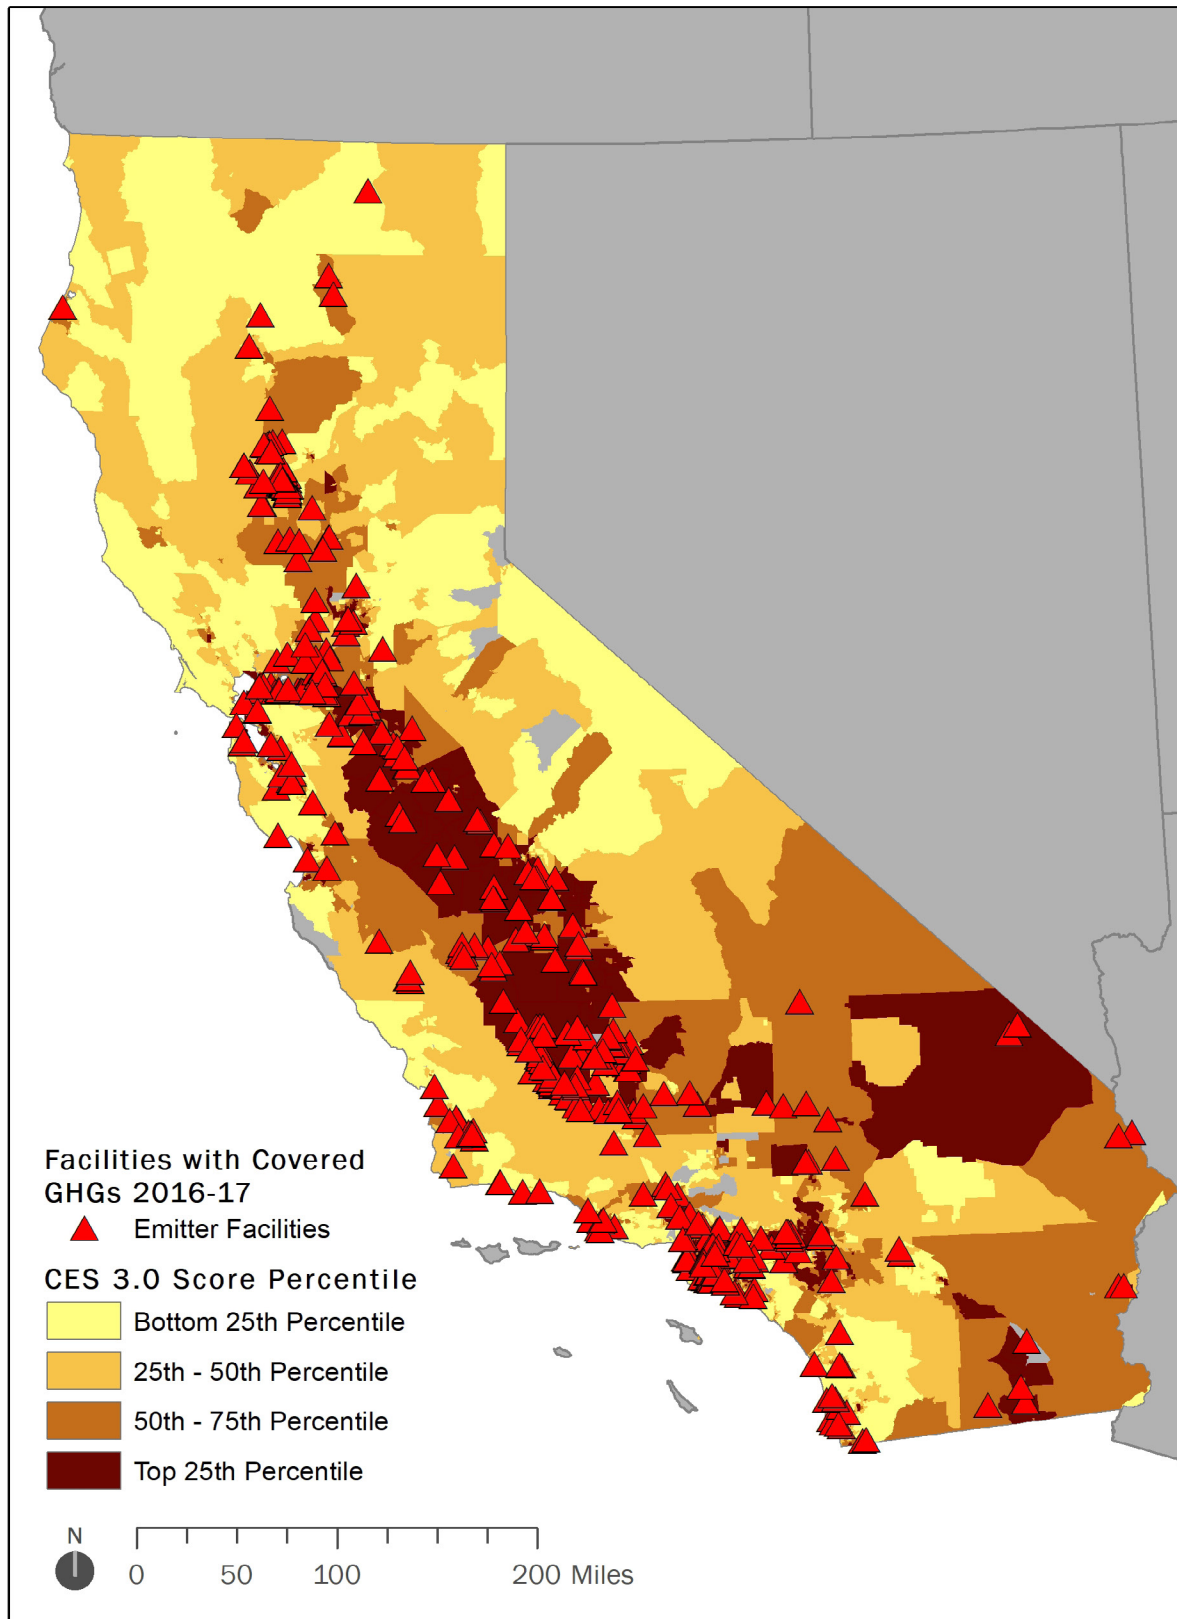 Facilities with Covered
GHGs 2016-17
Emitter Facilities
CES 3.0 Score Percentile
Bottom 25th Percentile
25th - 50th Percentile
50th - 75th Percentile
Top 25th Percentile
N
0 50 100 200 Miles